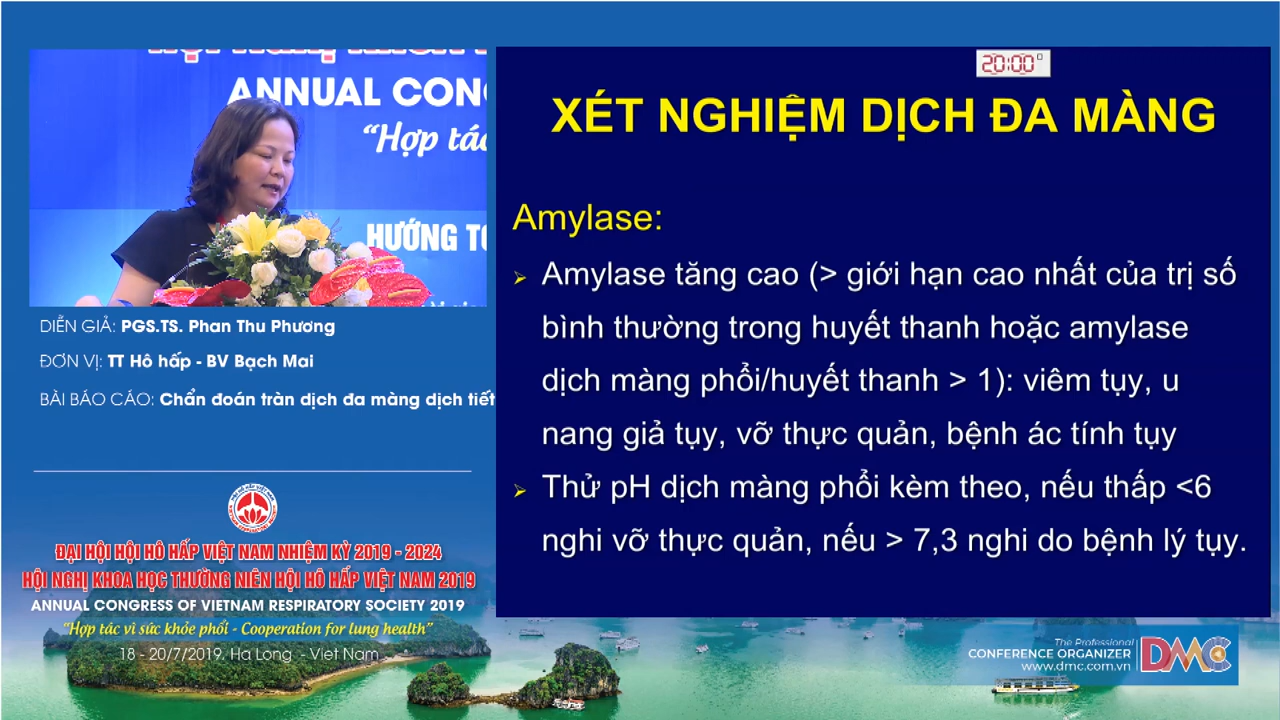 ANNUAL CON
“Hợp tác
HƯỚNG TỚ
DIỄN GIẢ: PGS.TS. Phan Thu Phương
ĐƠN VỊ: TT Hô hấp - BV Bạch Mai
BÀI BÁO CÁO: Chẩn đoán tràn dịch đa màng dịch tiết
ĐẠI HỘI HỘI HÔ HẤP VIỆT NAM NHIỆM KỲ 2019 - 2024
HỘI NGHỊ KHOA HỌC THƯỜNG NIÊN HỘI HÔ HẤP VIỆT NAM 2019
ANNUAL CONGRESS OF VIETNAM RESPIRATORY SOCIETY 2019
“Hợp tác vì sức khỏe phổi - Cooperation for lung health”
18 - 20/7/2019. Ha Long - Viet Nam
20:00
XÉT NGHIỆM DỊCH ĐA MÀNG
Amylase:
➢ Amylase tăng cao (> giới hạn cao nhất của trị số
bình thường trong huyết thanh hoặc amylase
dịch màng phổi/huyết thanh > 1): viêm tụy, u
nang giả tụy, vỡ thực quản, bệnh ác tính tụy
➢ Thử pH dịch màng phổi kèm theo, nếu thấp <6
nghi vỡ thực quản, nếu > 7,3 nghi do bệnh lý tụy.
The Professional
CONFERENCE ORGANIZER
www.dmc.com.vn
DMC